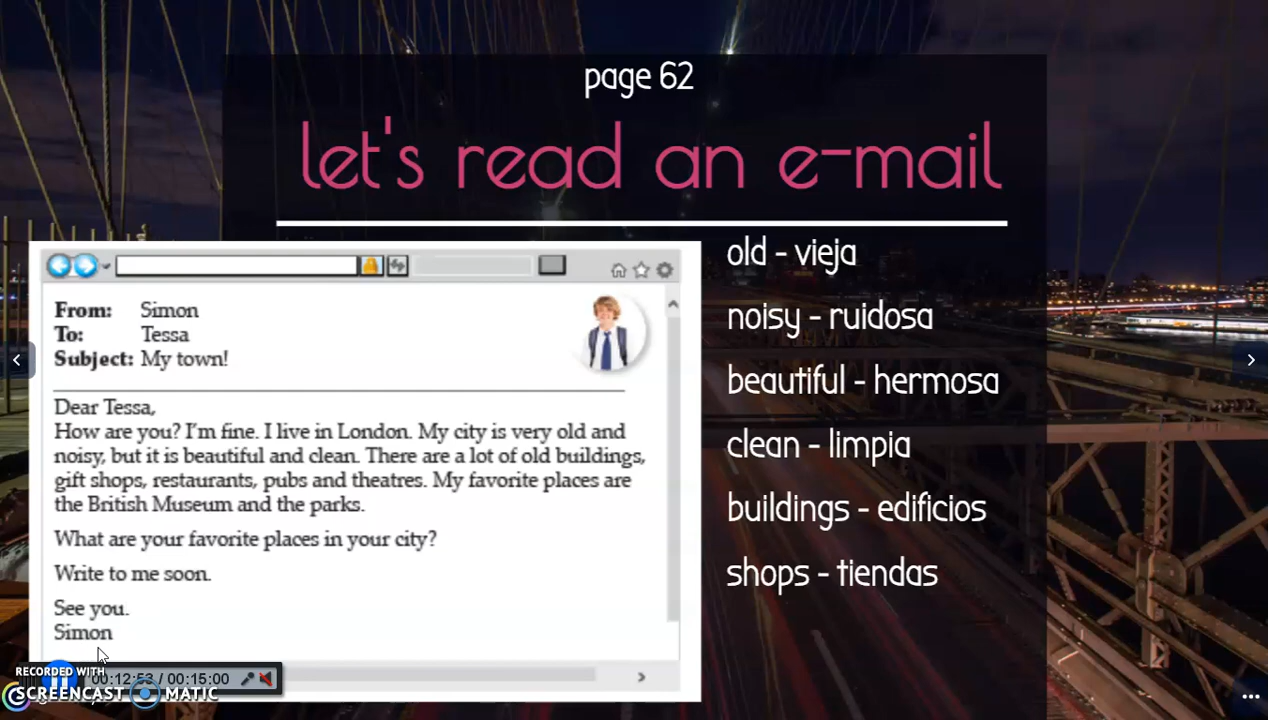 page 62
let's read an e-mail
From: Simon
To: Tessa
Subject: My town!
Dear Tessa,
How are you? I'm fine. I live in London. My city is very old and
noisy, but it is beautiful and clean. There are a lot of old buildings,
gift shops, restaurants, pubs and theatres. My favorite places are
the British Museum and the parks.
What are your favorite places in your city?
Write to me soon.
See you.
Simon
old - vieja
noisy - ruidosa
beautiful - hermosa
clean - limpia
buildings - edificios
shops - tiendas
RECORDED WITH
SCREENCAST MATIC
00:12:53 / 00:15:00